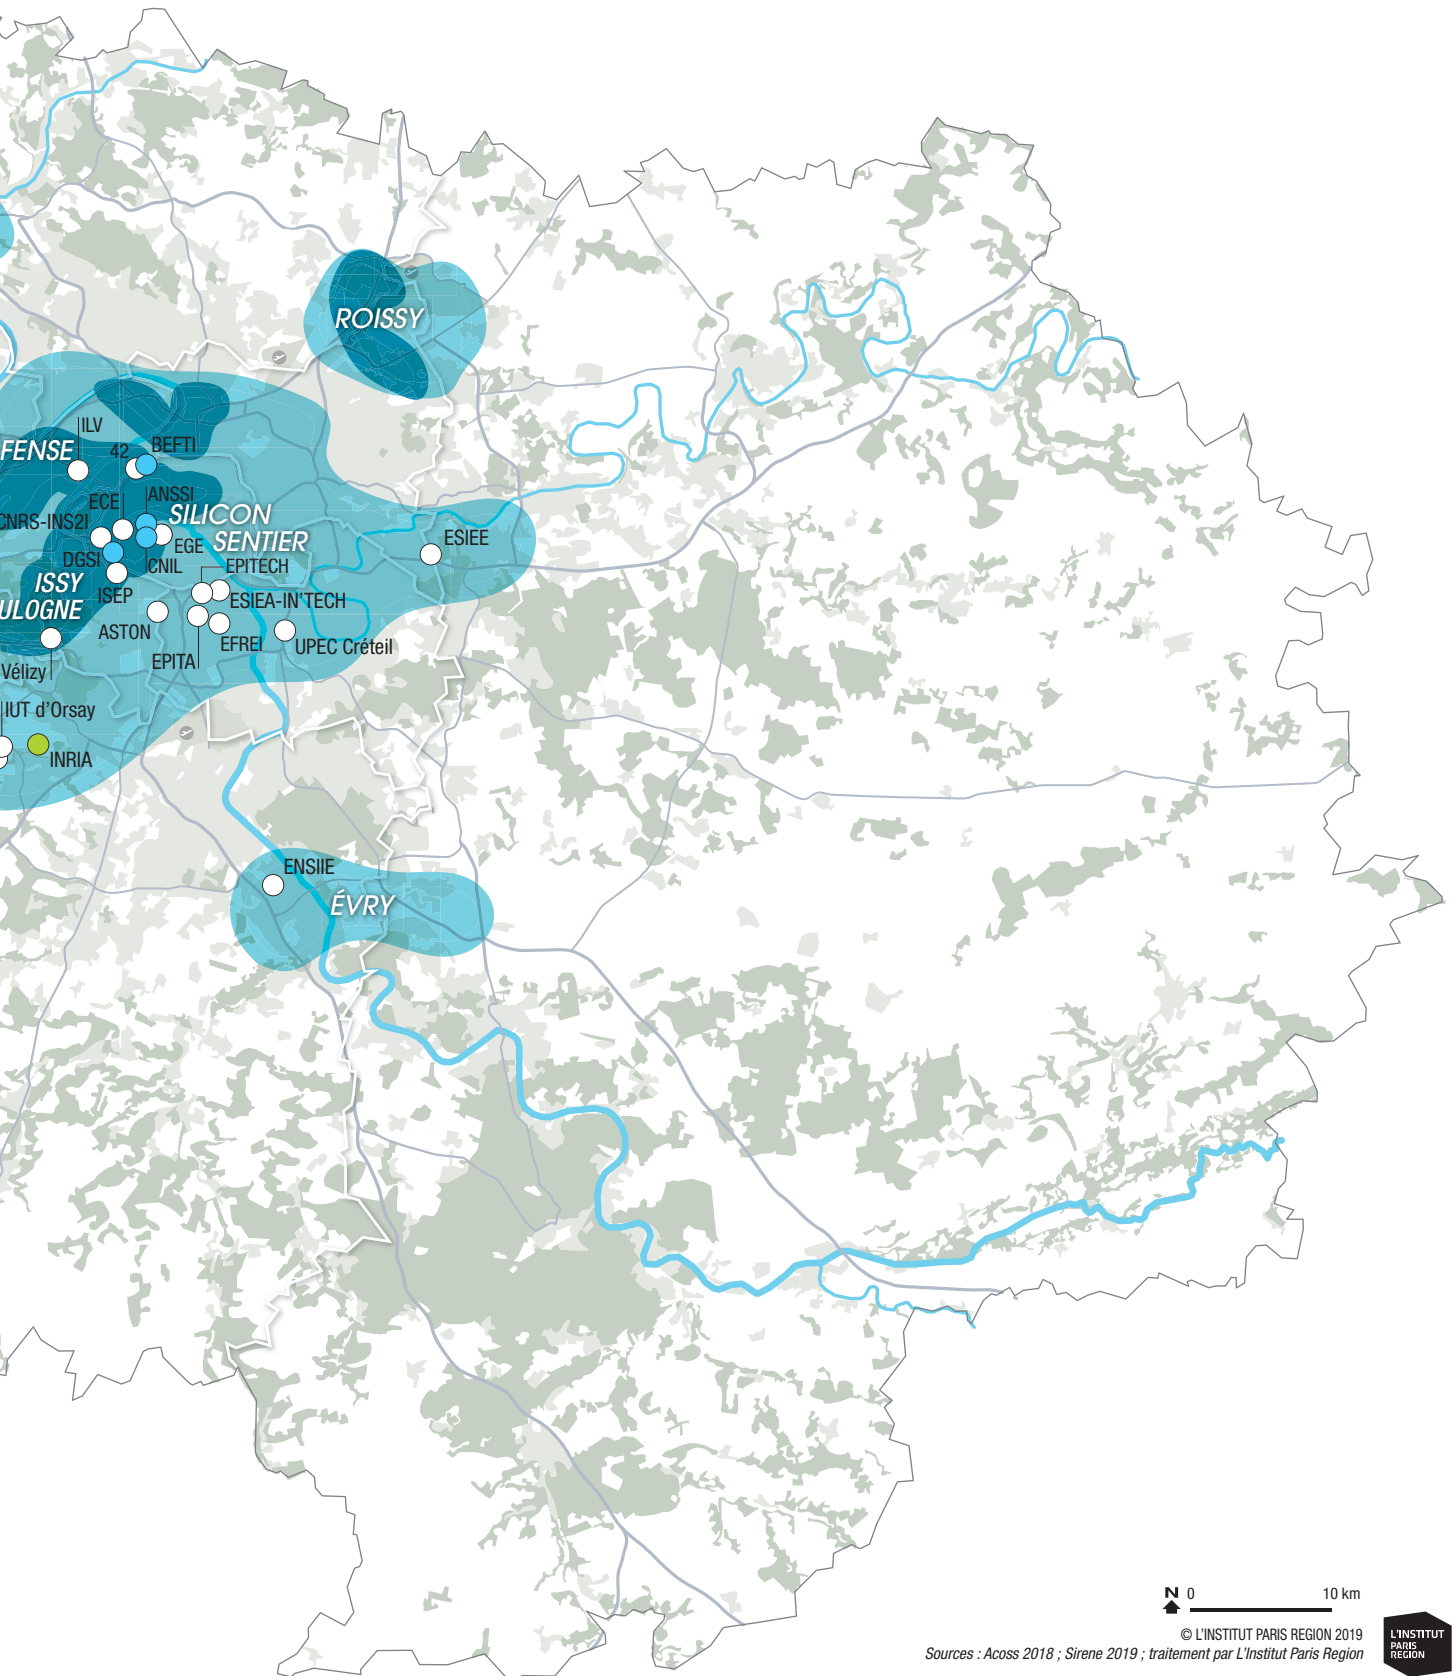 ROISSY
ILV
FENSE
42
BEFTI
ECE
ANSSI
CNRS-INS2I
SILICON
SENTIER
EGE
ESIEE
DGSI
CNIL
EPITECH
ISSY
ULOGNE
ISEP
ESIEA-IN'TECH
ASTON
EFREI
UPEC Créteil
EPITA
Vélizy
IUT d'Orsay
INRIA
ENSIIE
ÉVRY
N 0 10 km
© L'INSTITUT PARIS REGION 2019
Sources : Acoss 2018 ; Sirene 2019 ; traitement par L'Institut Paris Region
L'INSTITUT
PARIS
REGION